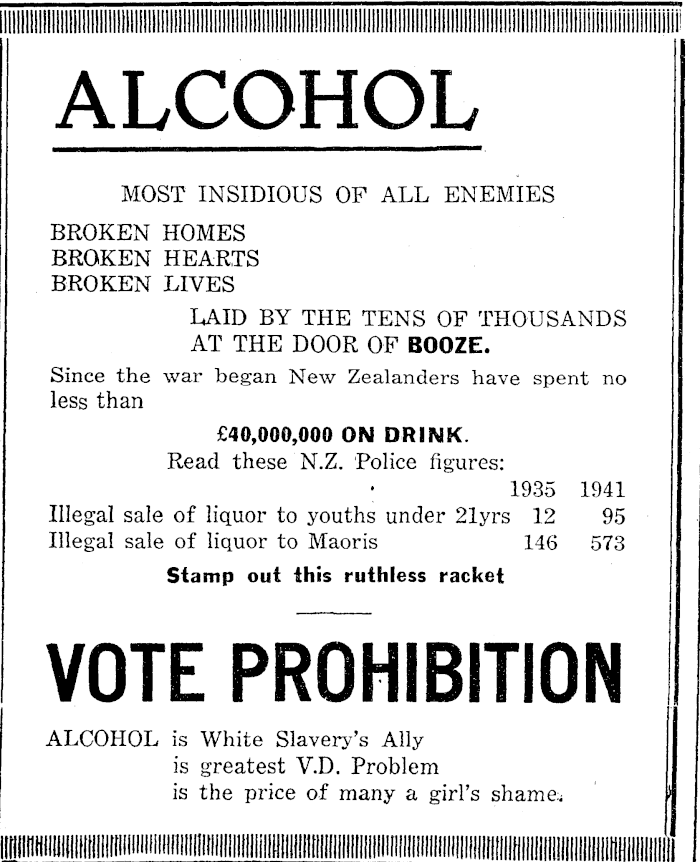 ALCOHOL
MOST INSIDIOUS OF ALL ENEMIES
BROKEN HOMES
BROKEN HEARTS
BROKEN LIVES
LAID BY THE TENS OF THOUSANDS
AT THE DOOR OF BOOZE.
Since the war began New Zealanders have spent no
less than
£40,000,000 ON DRINK.
Read these N.Z. Police figures:
1935 1941
Illegal sale of liquor to youths under 21yrs 12 95
Illegal sale of liquor to Maoris 146 573
Stamp out this ruthless racket
VOTE PROHIBITION
ALCOHOL is White Slavery's Ally
is greatest V.D. Problem
is the price of many a girl's shame.